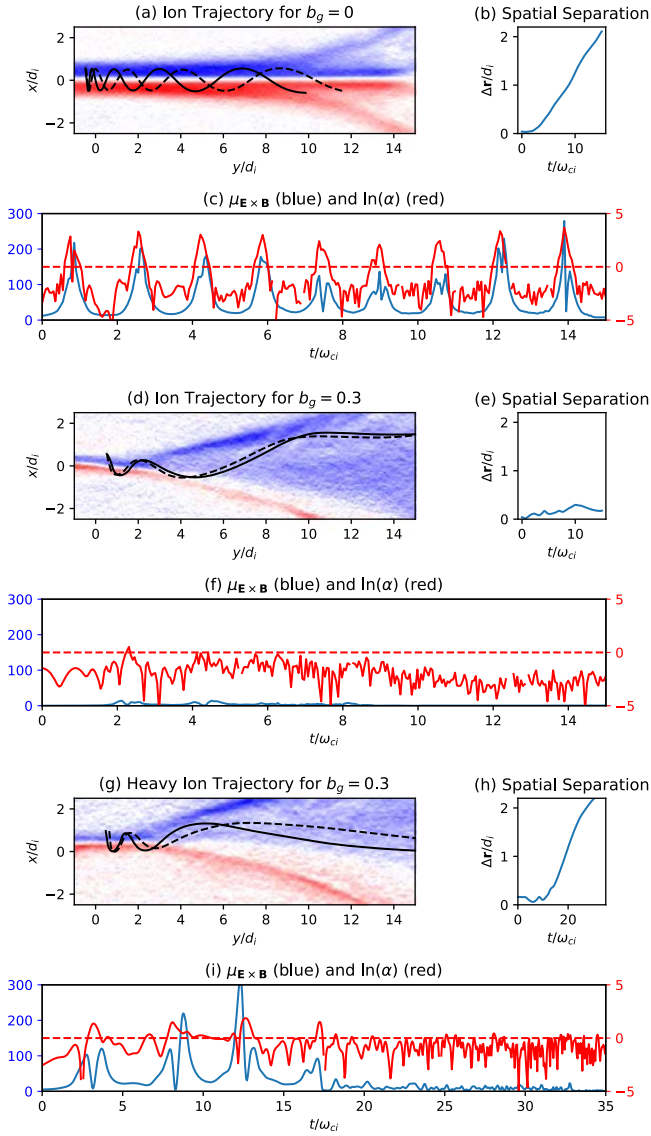 (a) Ion Trajectory for b_g = 0
(b) Spatial Separation
x/d_i
2
0
−2
0 2 4 6 8 10 12 14
y/d_i
Δr/d_i
2
1
0
0 10
t/ω_ci
(c) μ_E × B (blue) and ln(α) (red)
300
200
100
0
5
0
−5
0 2 4 6 8 10 12 14
t/ω_ci
(d) Ion Trajectory for b_g = 0.3
(e) Spatial Separation
x/d_i
2
0
−2
0 2 4 6 8 10 12 14
y/d_i
Δr/d_i
2
1
0
0 10
t/ω_ci
(f) μ_E × B (blue) and ln(α) (red)
300
200
100
0
5
0
−5
0 2 4 6 8 10 12 14
t/ω_ci
(g) Heavy Ion Trajectory for b_g = 0.3
(h) Spatial Separation
x/d_i
2
0
−2
0 2 4 6 8 10 12 14
y/d_i
Δr/d_i
2
1
0
0 20
t/ω_ci
(i) μ_E × B (blue) and ln(α) (red)
300
200
100
0
5
0
−5
0 5 10 15 20 25 30 35
t/ω_ci